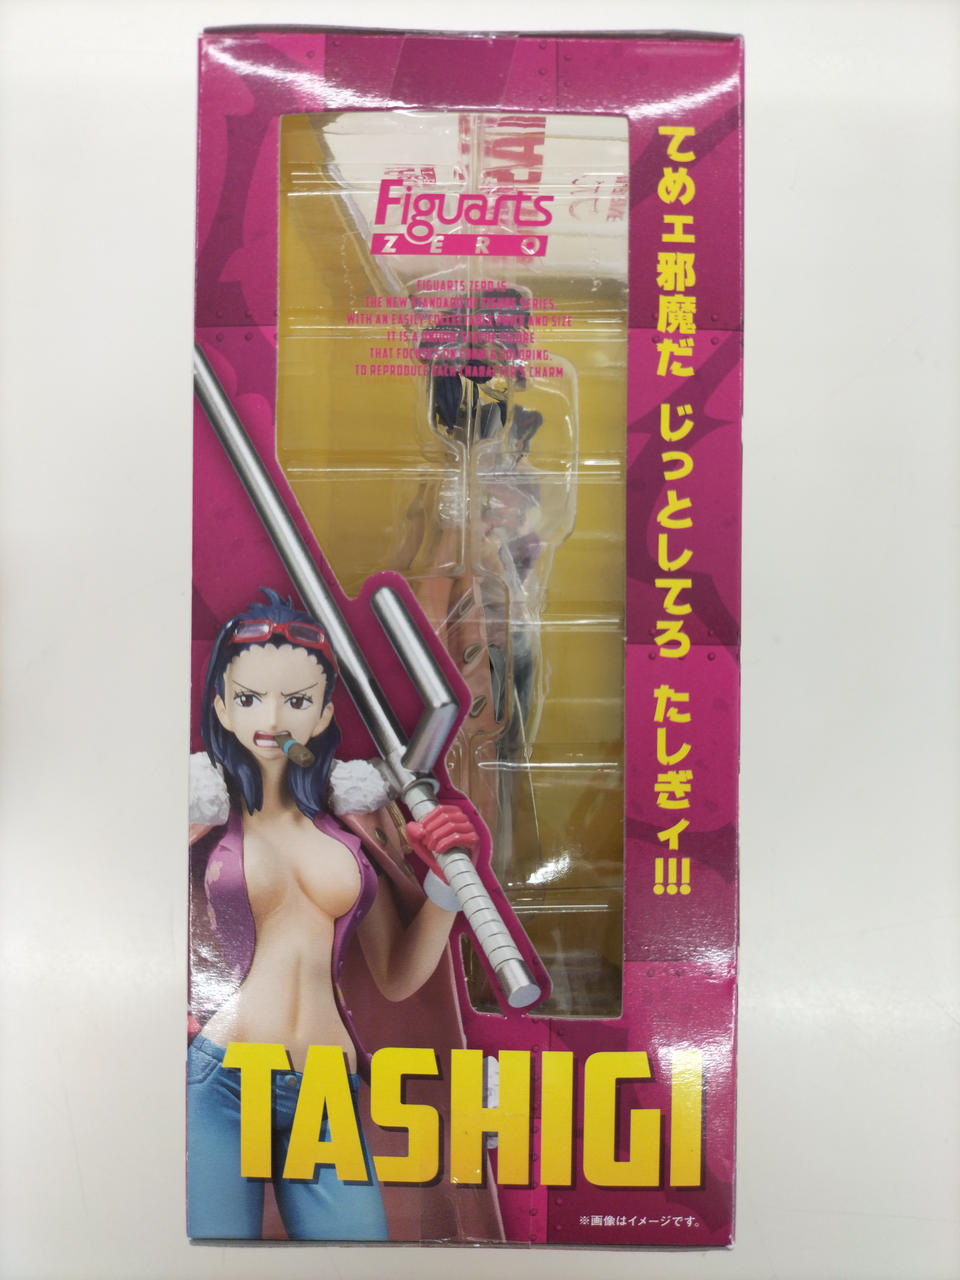 Figuarts
ZERO
FIGUARTS ZERO IS
THE NEW STANDARD OF FIGURE SERIES
WITH AN EASILY COLLECTABLE PRICE AND SIZE
IT IS A UNIQUE STATUE FIGURE
THAT FOCUSES ON FORM & COLORING,
TO REPRODUCE EACH CHARACTER'S CHARM
てめェ邪魔だ じっとしてろ たしぎィ!!!
TASHIGI
※画像はイメージです。